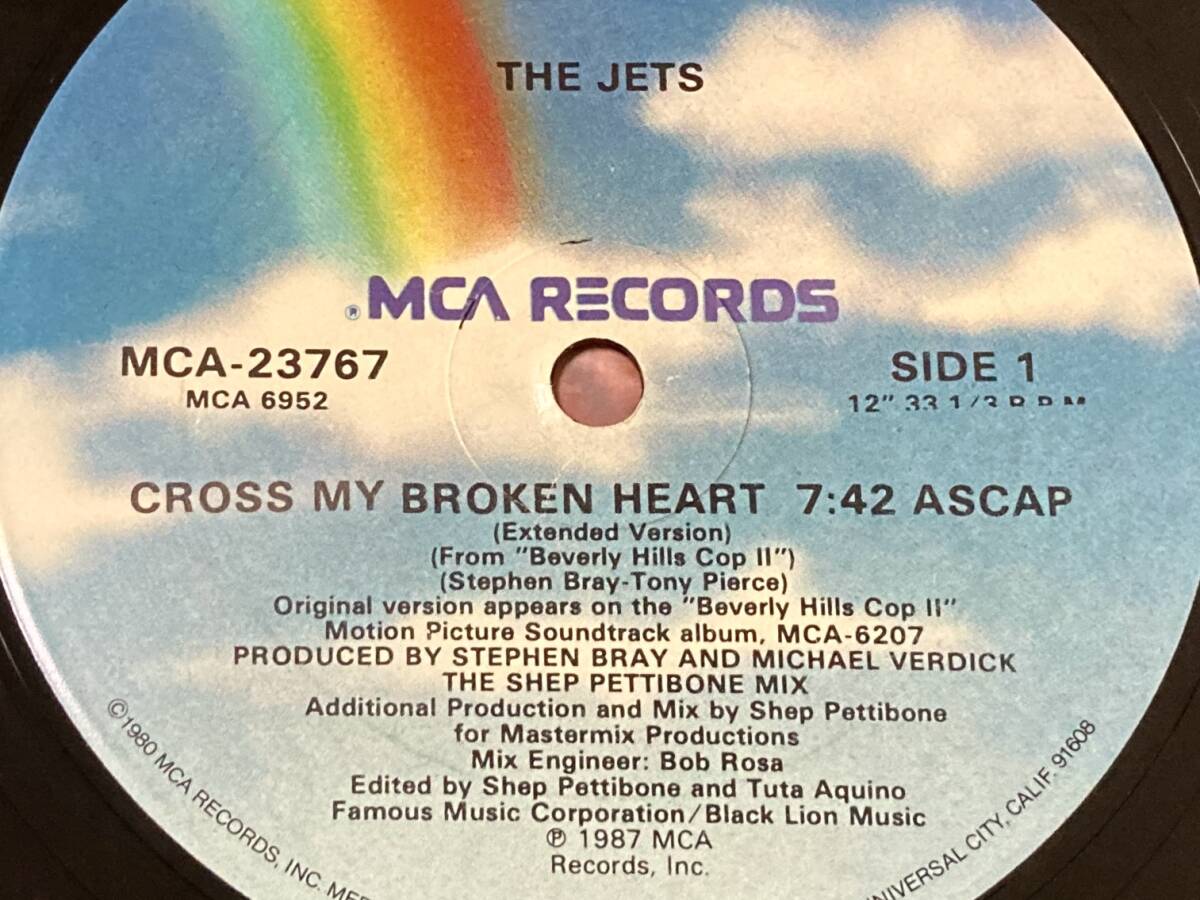 THE JETS
® MCA RECORDS
MCA-23767
MCA 6952
SIDE 1
12" 33 1/3 R.P.M.
CROSS MY BROKEN HEART 7:42 ASCAP
(Extended Version)
(From "Beverly Hills Cop II")
(Stephen Bray-Tony Pierce)
Original version appears on the "Beverly Hills Cop II"
Motion Picture Soundtrack album, MCA-6207
PRODUCED BY STEPHEN BRAY AND MICHAEL VERDICK
THE SHEP PETTIBONE MIX
Additional Production and Mix by Shep Pettibone
for Mastermix Productions
Mix Engineer: Bob Rosa
Edited by Shep Pettibone and Tuta Aquino
Famous Music Corporation/Black Lion Music
℗ 1987 MCA
Records, Inc.
©1980 MCA RECORDS, INC.
UNIVERSAL CITY, CALIF. 91608